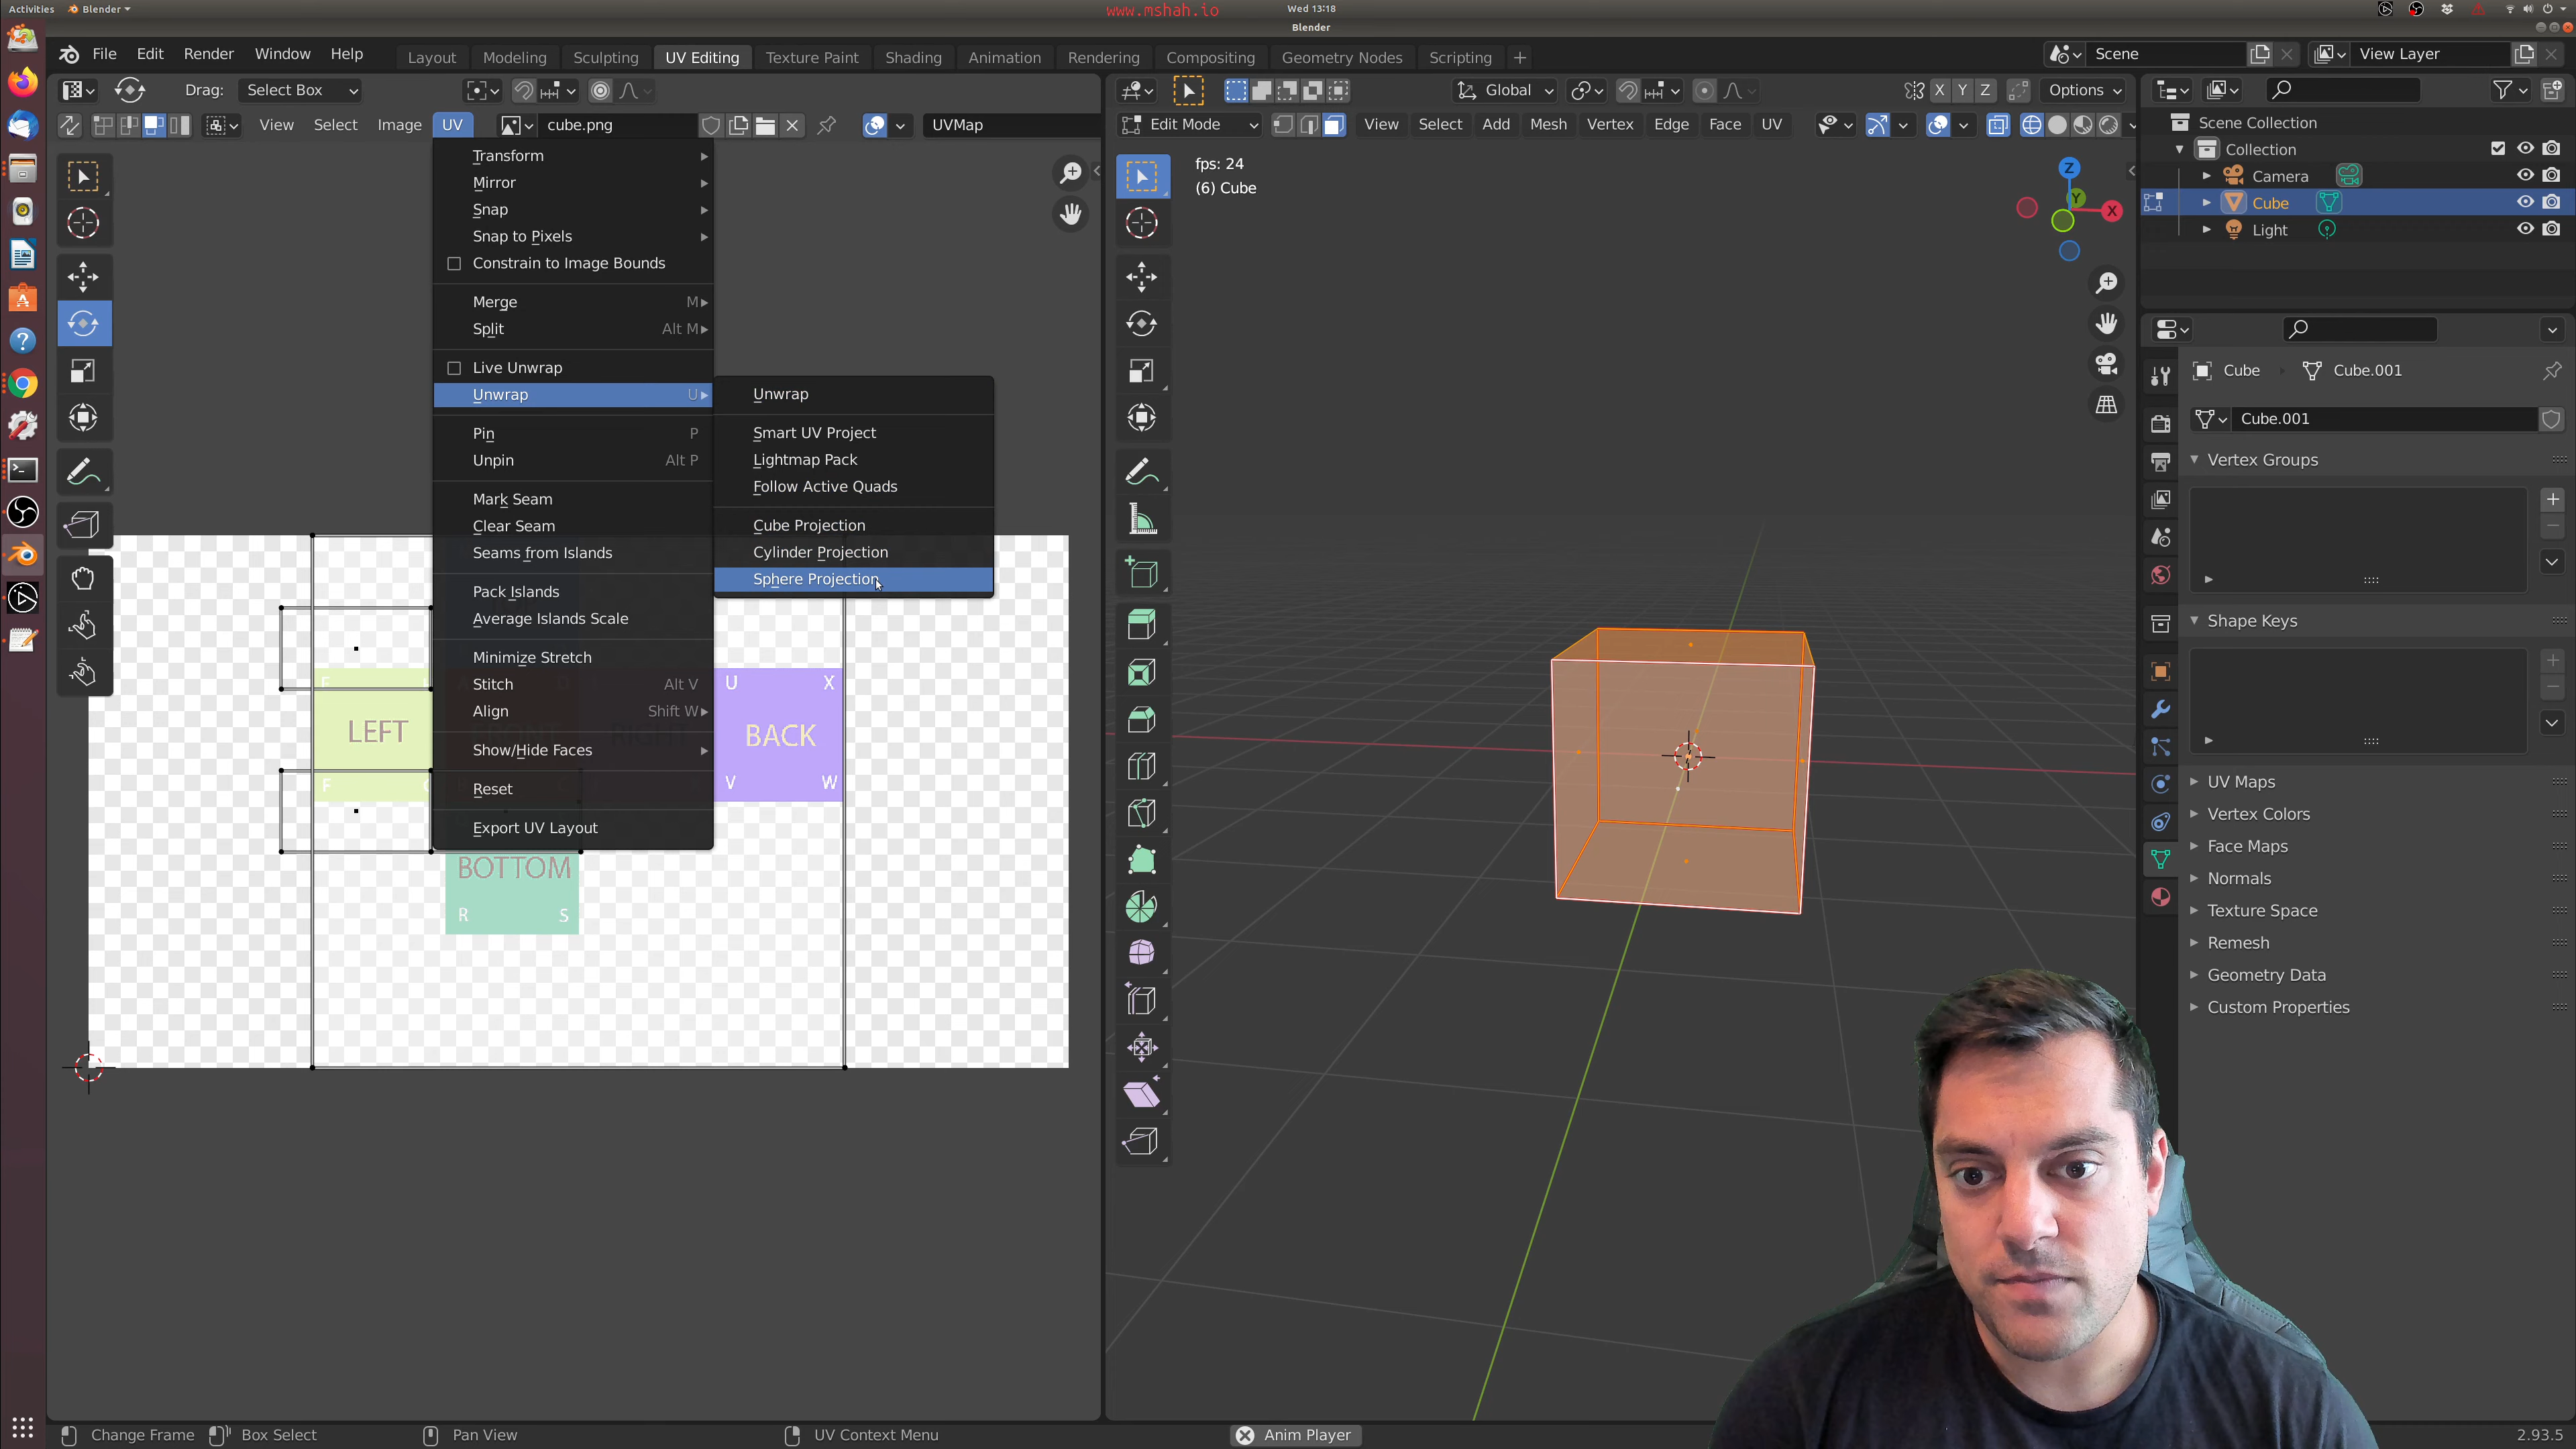 Activities
Blender
www.mshah.io
Wed 13:18
Blender
File Edit Render Window Help
Layout Modeling Sculpting UV Editing Texture Paint Shading Animation Rendering Compositing Geometry Nodes Scripting
Scene
View Layer
Drag: Select Box
Global
X Y Z
Options
View Select Image UV
cube.png
UVMap
Edit Mode
View Select Add Mesh Vertex Edge Face UV
Transform
Mirror
Snap
Snap to Pixels
Constrain to Image Bounds
Merge M
Split Alt M
Live Unwrap
Unwrap U
Pin P
Unpin Alt P
Mark Seam
Clear Seam
Seams from Islands
Pack Islands
Average Islands Scale
Minimize Stretch
Stitch Alt V
Align Shift W
Show/Hide Faces
Reset
Export UV Layout
Unwrap
Smart UV Project
Lightmap Pack
Follow Active Quads
Cube Projection
Cylinder Projection
Sphere Projection
LEFT
U X
BACK
V W
BOTTOM
R S
fps: 24
(6) Cube
Z
Y
X
Scene Collection
Collection
Camera
Cube
Light
Cube Cube.001
Cube.001
Vertex Groups
Shape Keys
UV Maps
Vertex Colors
Face Maps
Normals
Texture Space
Remesh
Geometry Data
Custom Properties
Change Frame
Box Select
Pan View
UV Context Menu
Anim Player
2.93.5